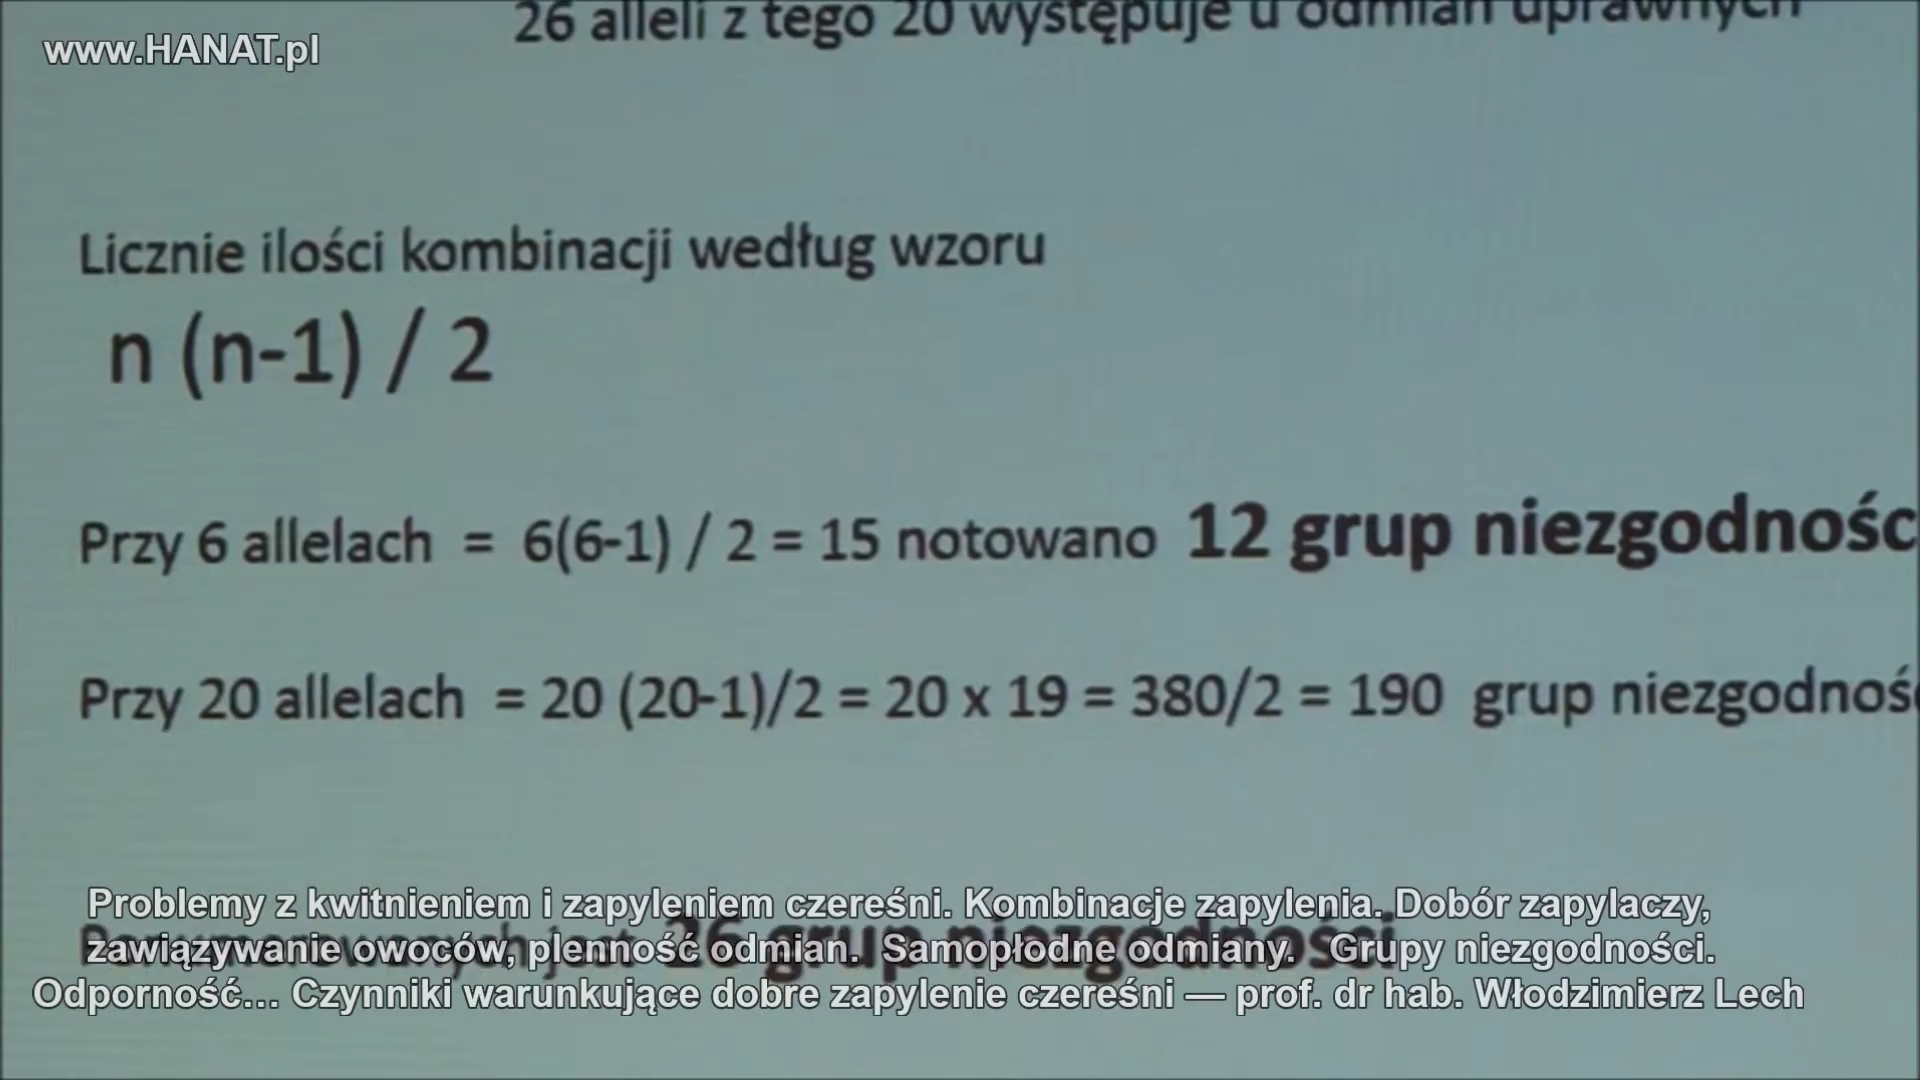 www.HANAT.pl
26 alleli z tego 20 występuje u odmian uprawnych
Licznie ilości kombinacji według wzoru
n (n-1) / 2
Przy 6 allelach = 6(6-1) / 2 = 15 notowano 12 grup niezgodnośc
Przy 20 allelach = 20 (20-1)/2 = 20 x 19 = 380/2 = 190 grup niezgodnoś
jest 26 grup niezgodności
Problemy z kwitnieniem i zapyleniem czereśni. Kombinacje zapylenia. Dobór zapylaczy,
zawiązywanie owoców, plenność odmian. Samopłodne odmiany. Grupy niezgodności.
Odporność... Czynniki warunkujące dobre zapylenie czereśni — prof. dr hab. Włodzimierz Lech